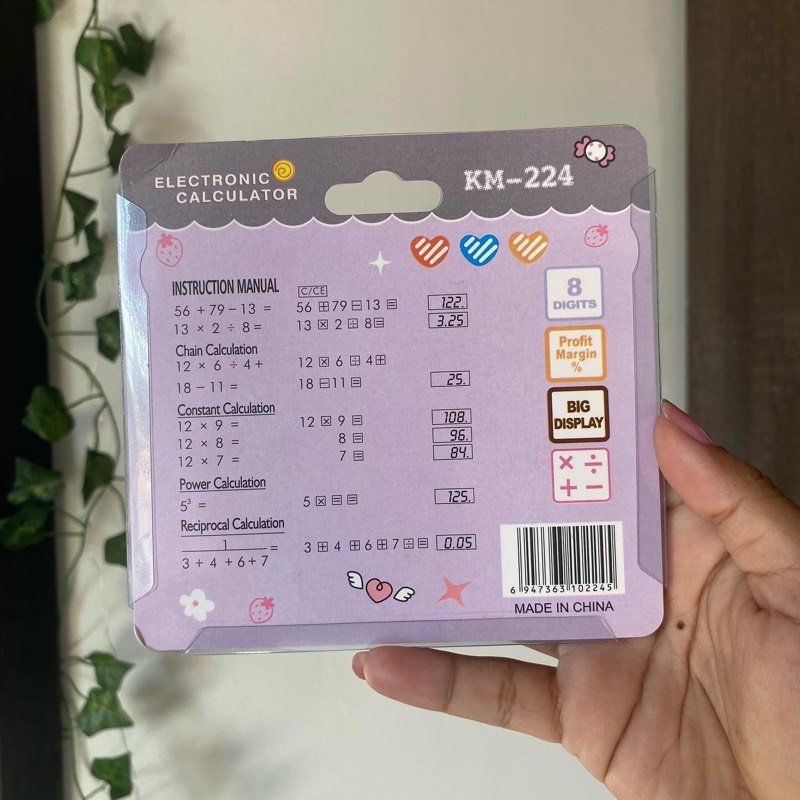 ELECTRONIC
CALCULATOR
KM-224
INSTRUCTION MANUAL
C/CE
56 + 79 − 13 = 56 ⊞ 79 ⊟ 13 ⊜ 122.
13 × 2 ÷ 8 = 13 ⊠ 2 ⊡ 8 ⊜ 3.25
Chain Calculation
12 × 6 ÷ 4 + 12 ⊠ 6 ⊡ 4 ⊞
18 − 11 = 18 ⊟ 11 ⊜ 25.
Constant Calculation
12 × 9 = 12 ⊠ 9 ⊜ 108.
12 × 8 = 8 ⊜ 96.
12 × 7 = 7 ⊜ 84.
Power Calculation
5³ = 5 ⊠ ⊜ ⊜ 125.
Reciprocal Calculation
1
3 + 4 + 6 + 7 = 3 ⊞ 4 ⊞ 6 ⊞ 7 ⊡ ⊜ 0.05
8
DIGITS
Profit
Margin
%
BIG
DISPLAY
× ÷
+ −
6 947363 102245
MADE IN CHINA